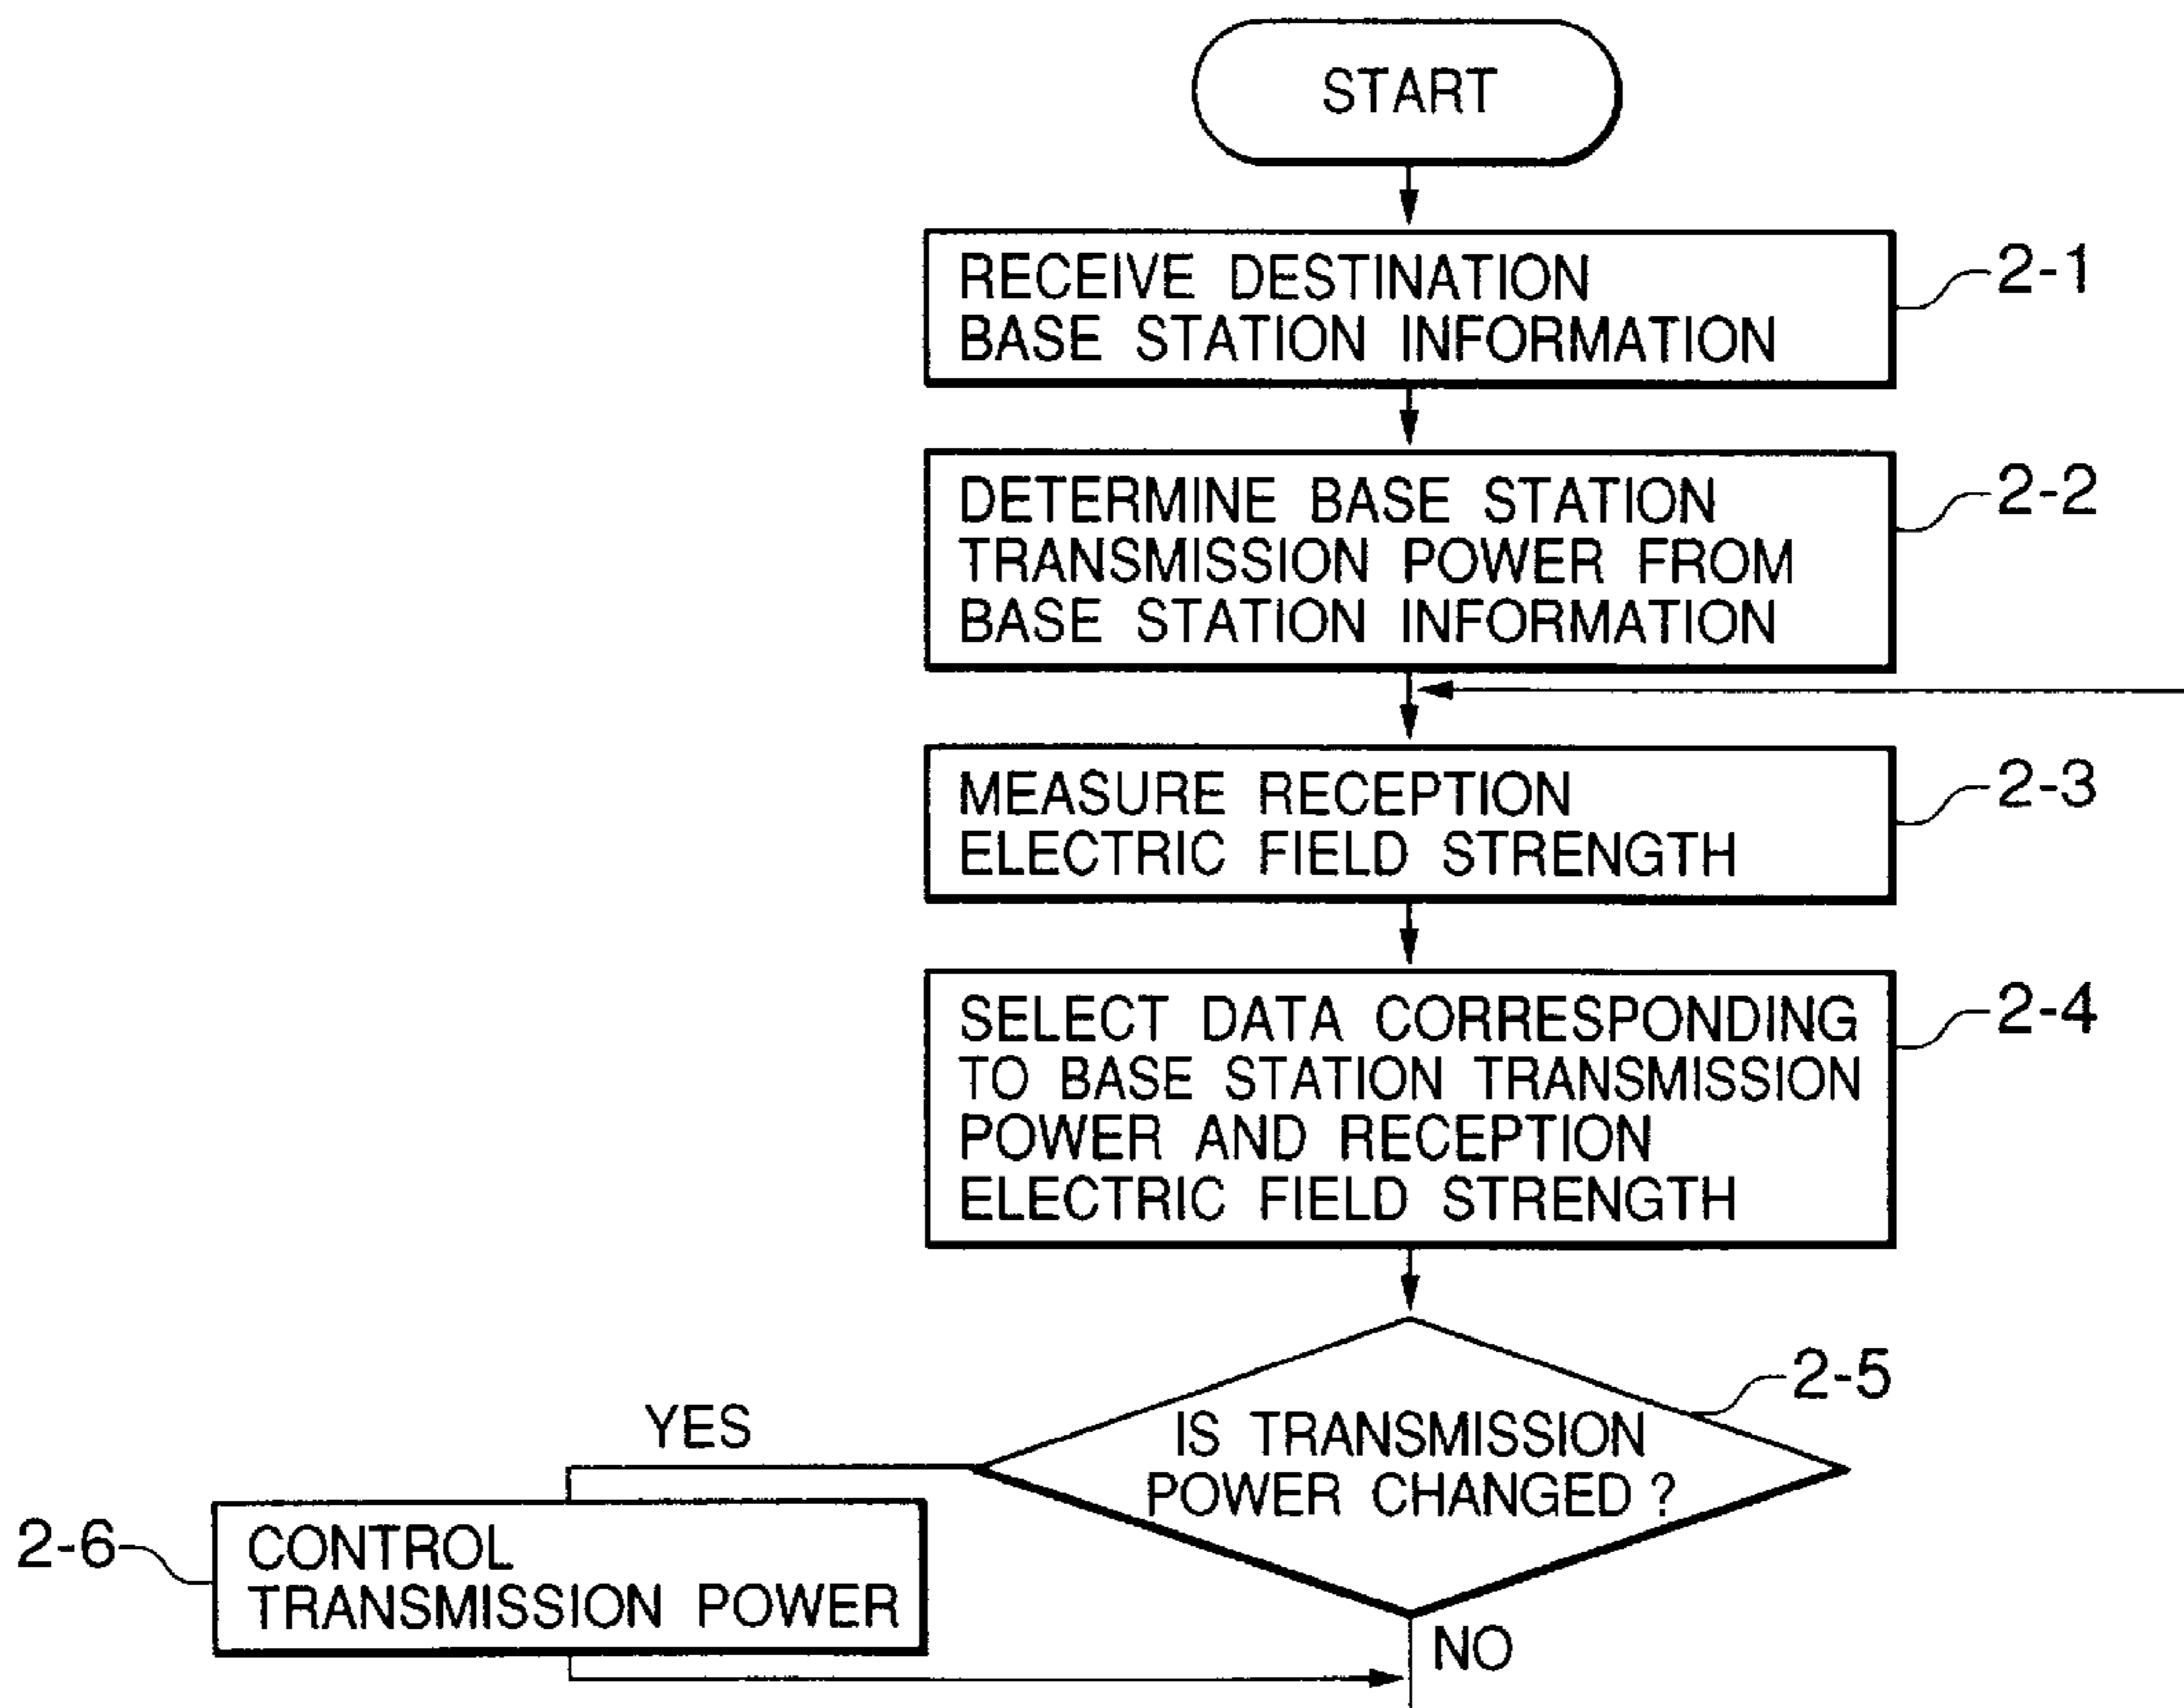 START
RECEIVE DESTINATION
BASE STATION INFORMATION
2-1
DETERMINE BASE STATION
TRANSMISSION POWER FROM
BASE STATION INFORMATION
2-2
MEASURE RECEPTION
ELECTRIC FIELD STRENGTH
2-3
SELECT DATA CORRESPONDING
TO BASE STATION TRANSMISSION
POWER AND RECEPTION
ELECTRIC FIELD STRENGTH
2-4
IS TRANSMISSION
POWER CHANGED ?
2-5
YES
CONTROL
TRANSMISSION POWER
2-6
NO